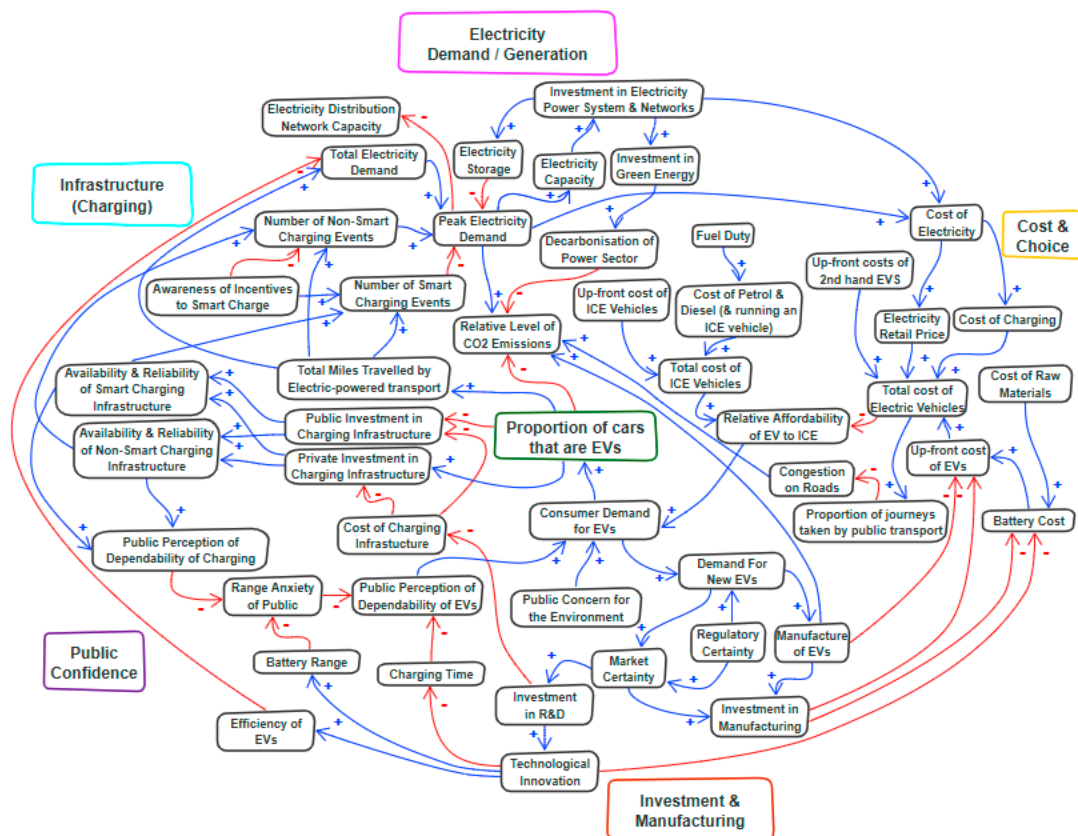 Electricity
Demand / Generation
Investment in Electricity
Power System & Networks
Electricity Distribution
Network Capacity
Total Electricity
Demand
Electricity
Storage
Electricity
Capacity
Investment in
Green Energy
Infrastructure
(Charging)
Number of Non-Smart
Charging Events
Peak Electricity
Demand
Decarbonisation of
Power Sector
Fuel Duty
Cost of
Electricity
Cost &
Choice
Awareness of Incentives
to Smart Charge
Number of Smart
Charging Events
Up-front cost of
ICE Vehicles
Cost of Petrol &
Diesel (& running an
ICE vehicle)
Up-front costs of
2nd hand EVS
Electricity
Retail Price
Cost of Charging
Relative Level of
CO2 Emissions
Availability & Reliability
of Smart Charging
Infrastructure
Total Miles Travelled by
Electric-powered transport
Total cost of
ICE Vehicles
Cost of Raw
Materials
Total cost of
Electric Vehicles
Public Investment in
Charging Infrastructure
Proportion of cars
that are EVs
Relative Affordability
of EV to ICE
Availability & Reliability
of Non-Smart Charging
Infrastructure
Private Investment in
Charging Infrastructure
Up-front cost
of EVs
Congestion
on Roads
Cost of Charging
Infrastucture
Consumer Demand
for EVs
Proportion of journeys
taken by public transport
Battery Cost
Public Perception of
Dependability of Charging
Range Anxiety
of Public
Public Perception of
Dependability of EVs
Demand For
New EVs
Public Concern for
the Environment
Regulatory
Certainty
Manufacture
of EVs
Public
Confidence
Battery Range
Charging Time
Market
Certainty
Investment
in R&D
Investment in
Manufacturing
Efficiency of
EVs
Technological
Innovation
Investment &
Manufacturing